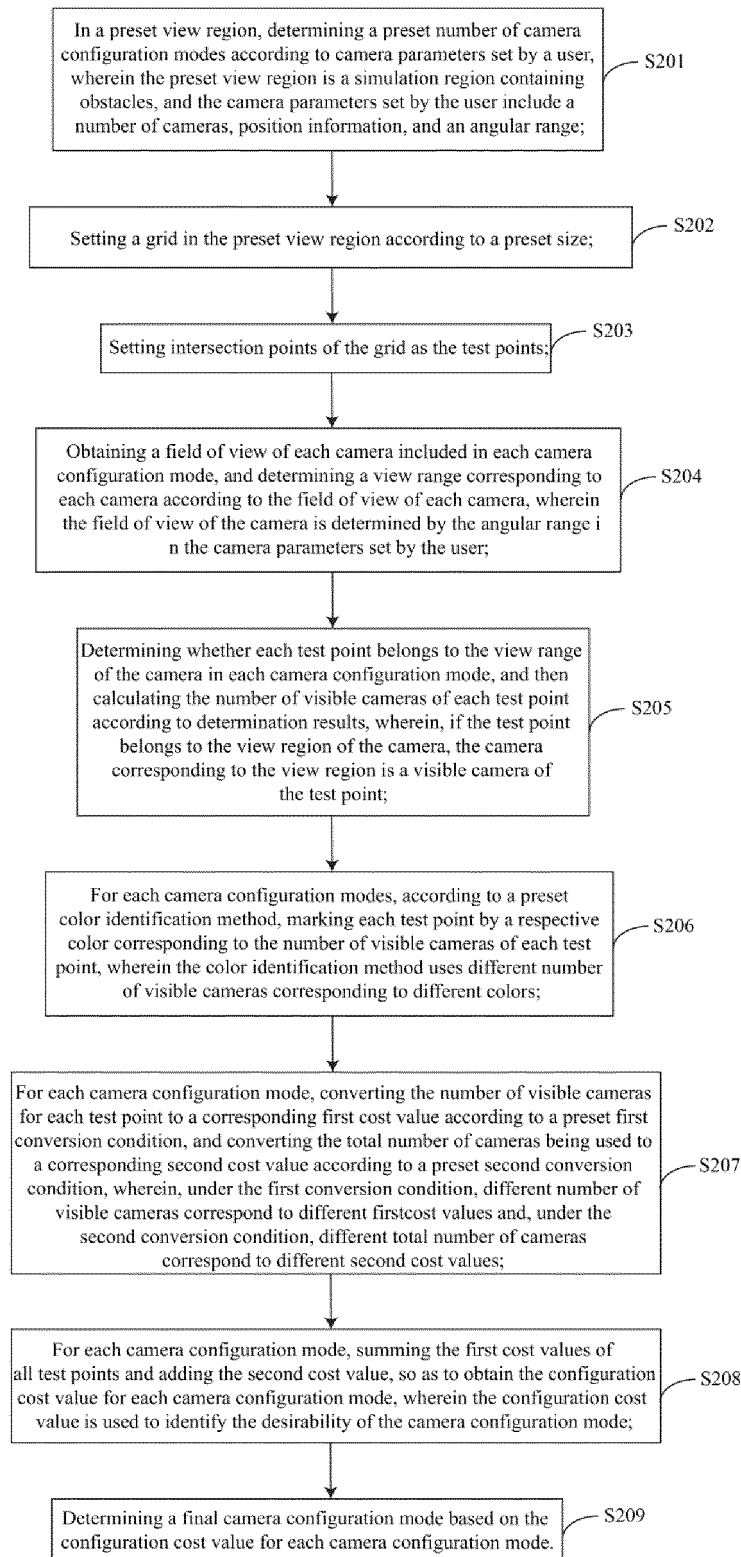 In a preset view region, determining a preset number of camera
configuration modes according to camera parameters set by a user,
wherein the preset view region is a simulation region containing
obstacles, and the camera parameters set by the user include a
number of cameras, position information, and an angular range;
S201
Setting a grid in the preset view region according to a preset size;
S202
Setting intersection points of the grid as the test points;
S203
Obtaining a field of view of each camera included in each camera
configuration mode, and determining a view range corresponding to
each camera according to the field of view of each camera, wherein
the field of view of the camera is determined by the angular range i
n the camera parameters set by the user;
S204
Determining whether each test point belongs to the view range
of the camera in each camera configuration mode, and then
calculating the number of visible cameras of each test point
according to determination results, wherein, if the test point
belongs to the view region of the camera, the camera
corresponding to the view region is a visible camera of
the test point;
S205
For each camera configuration modes, according to a preset
color identification method, marking each test point by a respective
color corresponding to the number of visible cameras of each test
point, wherein the color identification method uses different number
of visible cameras corresponding to different colors;
S206
For each camera configuration mode, converting the number of visible cameras
for each test point to a corresponding first cost value according to a preset first
conversion condition, and converting the total number of cameras being used to
a corresponding second cost value according to a preset second conversion
condition, wherein, under the first conversion condition, different number of
visible cameras correspond to different firstcost values and, under the
second conversion condition, different total number of cameras
correspond to different second cost values;
S207
For each camera configuration mode, summing the first cost values of
all test points and adding the second cost value, so as to obtain the configuration
cost value for each camera configuration mode, wherein the configuration cost
value is used to identify the desirability of the camera configuration mode;
S208
Determining a final camera configuration mode based on the
configuration cost value for each camera configuration mode.
S209